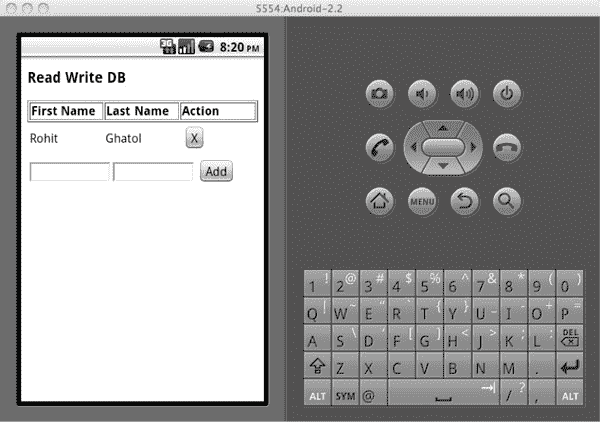 5554:Android-2.2
3G 8:20 PM
Read Write DB
First Name Last Name Action
Rohit Ghatol X
Add
MENU
1 ! 2 @ 3 # 4 $ 5 % 6 ^ 7 & 8 * 9 ( 0 )
Q | W ~ E " R ` T { Y } U _ I - O + P =
A S \ D ' F [ G ] H < J > K ; L : DEL
Z X C V B N M .
ALT SYM @ / ? , ALT